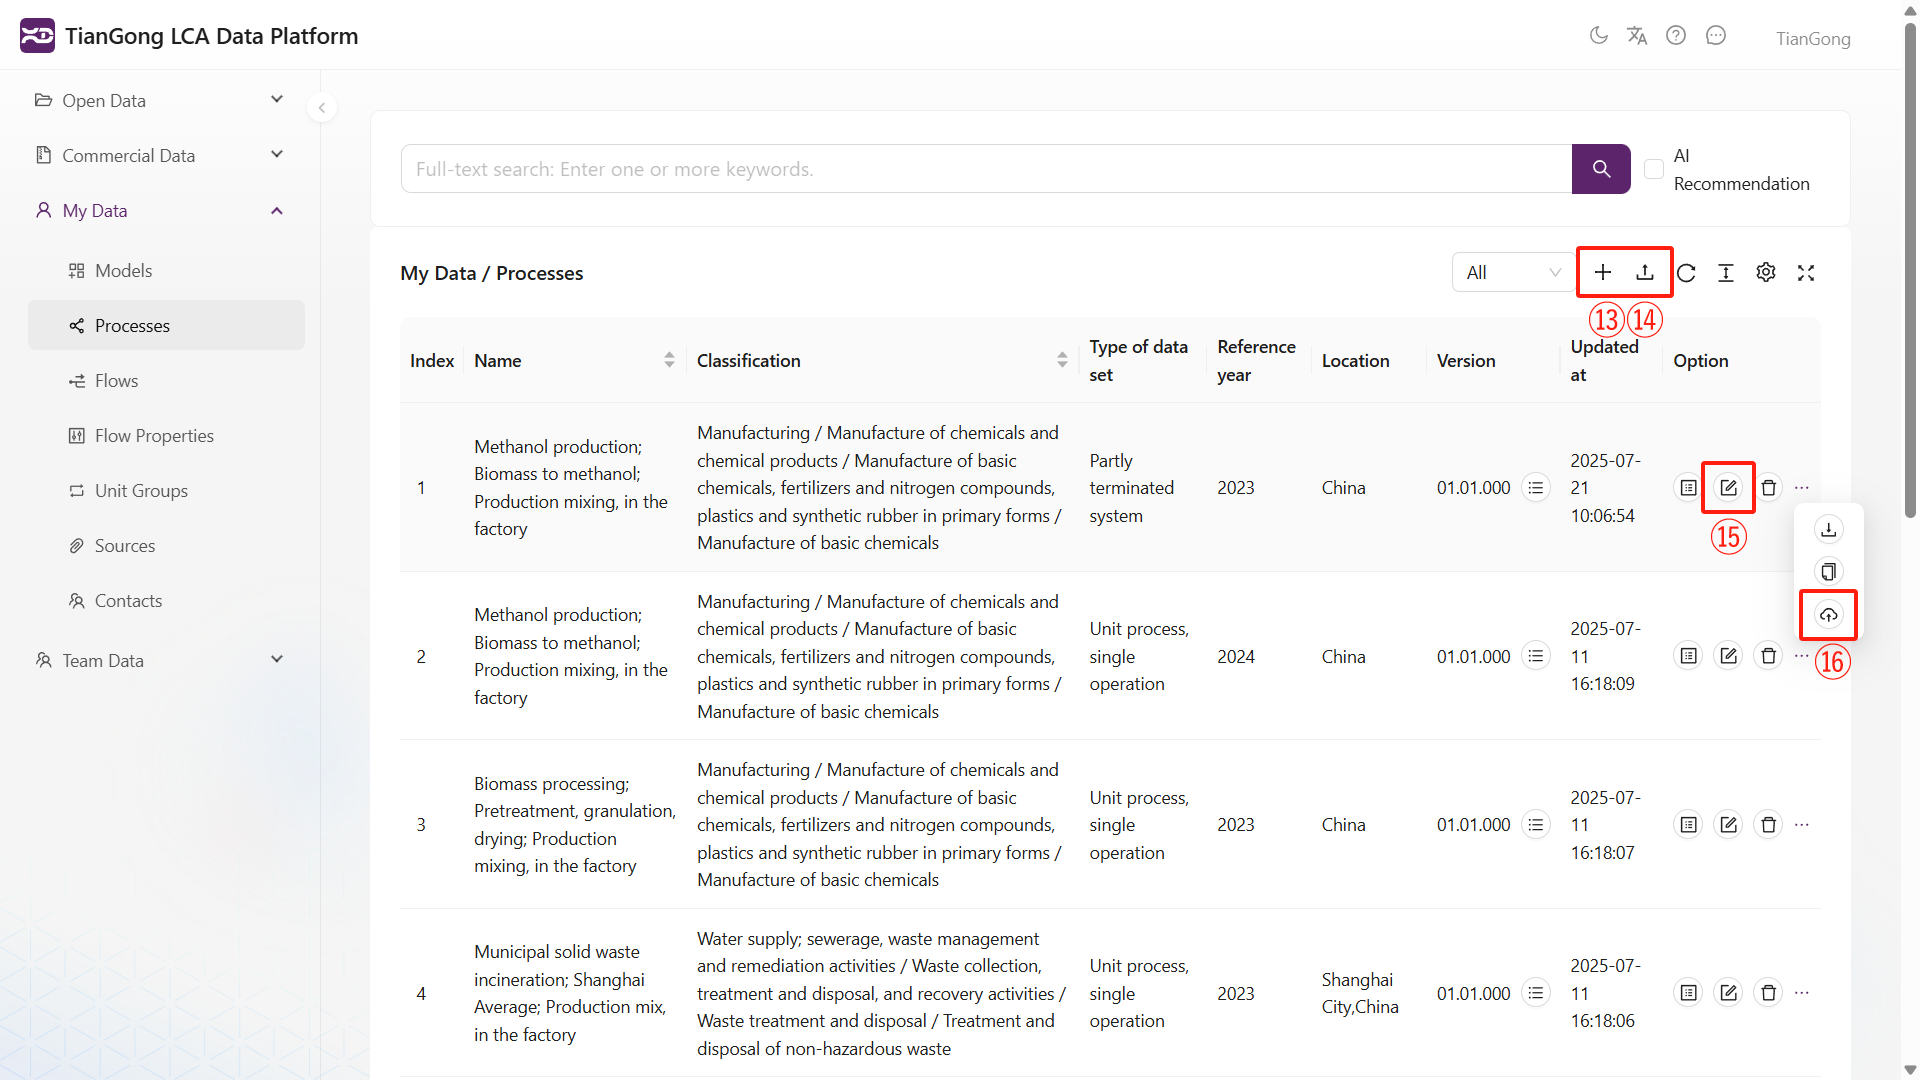 TianGong LCA Data Platform
TianGong
Open Data
Commercial Data
My Data
Models
Processes
Flows
Flow Properties
Unit Groups
Sources
Contacts
Team Data
Full-text search: Enter one or more keywords.
AI
Recommendation
My Data / Processes
All
⑬⑭
Index Name Classification Type of data set Reference year Location Version Updated at Option
1
Methanol production;
Biomass to methanol;
Production mixing, in the
factory
Manufacturing / Manufacture of chemicals and
chemical products / Manufacture of basic
chemicals, fertilizers and nitrogen compounds,
plastics and synthetic rubber in primary forms /
Manufacture of basic chemicals
Partly
terminated
system
2023
China
01.01.000
2025-07-
21
10:06:54
⑮
⑯
2
Methanol production;
Biomass to methanol;
Production mixing, in the
factory
Manufacturing / Manufacture of chemicals and
chemical products / Manufacture of basic
chemicals, fertilizers and nitrogen compounds,
plastics and synthetic rubber in primary forms /
Manufacture of basic chemicals
Unit process,
single
operation
2024
China
01.01.000
2025-07-
11
16:18:09
3
Biomass processing;
Pretreatment, granulation,
drying; Production
mixing, in the factory
Manufacturing / Manufacture of chemicals and
chemical products / Manufacture of basic
chemicals, fertilizers and nitrogen compounds,
plastics and synthetic rubber in primary forms /
Manufacture of basic chemicals
Unit process,
single
operation
2023
China
01.01.000
2025-07-
11
16:18:07
4
Municipal solid waste
incineration; Shanghai
Average; Production mix,
in the factory
Water supply; sewerage, waste management
and remediation activities / Waste collection,
treatment and disposal, and recovery activities /
Waste treatment and disposal / Treatment and
disposal of non-hazardous waste
Unit process,
single
operation
2023
Shanghai
City,China
01.01.000
2025-07-
11
16:18:06